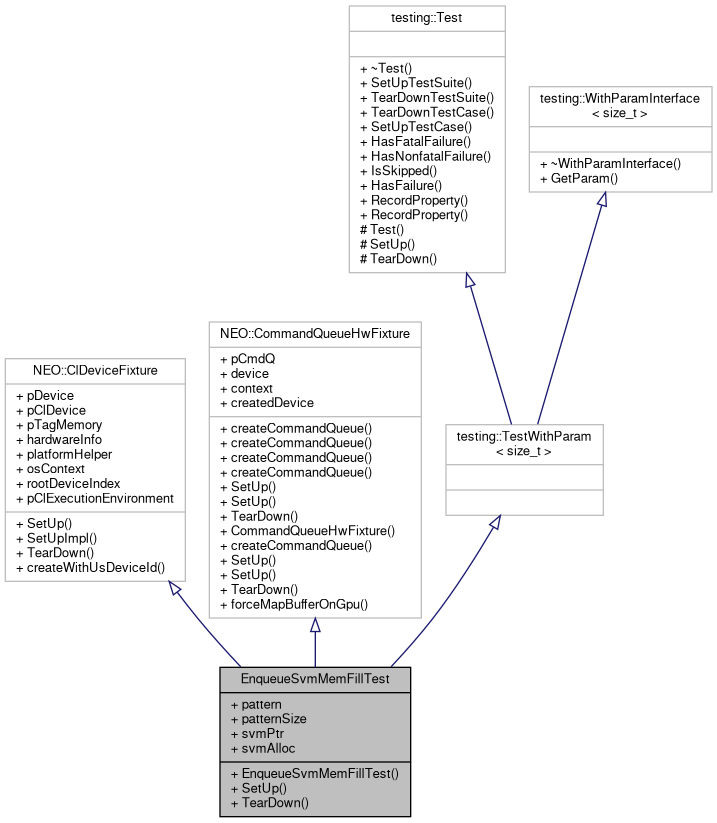 testing::Test
+ ~Test()
+ SetUpTestSuite()
+ TearDownTestSuite()
+ TearDownTestCase()
+ SetUpTestCase()
+ HasFatalFailure()
+ HasNonfatalFailure()
+ IsSkipped()
+ HasFailure()
+ RecordProperty()
+ RecordProperty()
# Test()
# SetUp()
# TearDown()
testing::WithParamInterface
< size_t >
+ ~WithParamInterface()
+ GetParam()
NEO::ClDeviceFixture
+ pDevice
+ pClDevice
+ pTagMemory
+ hardwareInfo
+ platformHelper
+ osContext
+ rootDeviceIndex
+ pClExecutionEnvironment
+ SetUp()
+ SetUpImpl()
+ TearDown()
+ createWithUsDeviceId()
NEO::CommandQueueHwFixture
+ pCmdQ
+ device
+ context
+ createdDevice
+ createCommandQueue()
+ createCommandQueue()
+ createCommandQueue()
+ createCommandQueue()
+ SetUp()
+ SetUp()
+ TearDown()
+ CommandQueueHwFixture()
+ createCommandQueue()
+ SetUp()
+ SetUp()
+ TearDown()
+ forceMapBufferOnGpu()
testing::TestWithParam
< size_t >
EnqueueSvmMemFillTest
+ pattern
+ patternSize
+ svmPtr
+ svmAlloc
+ EnqueueSvmMemFillTest()
+ SetUp()
+ TearDown()